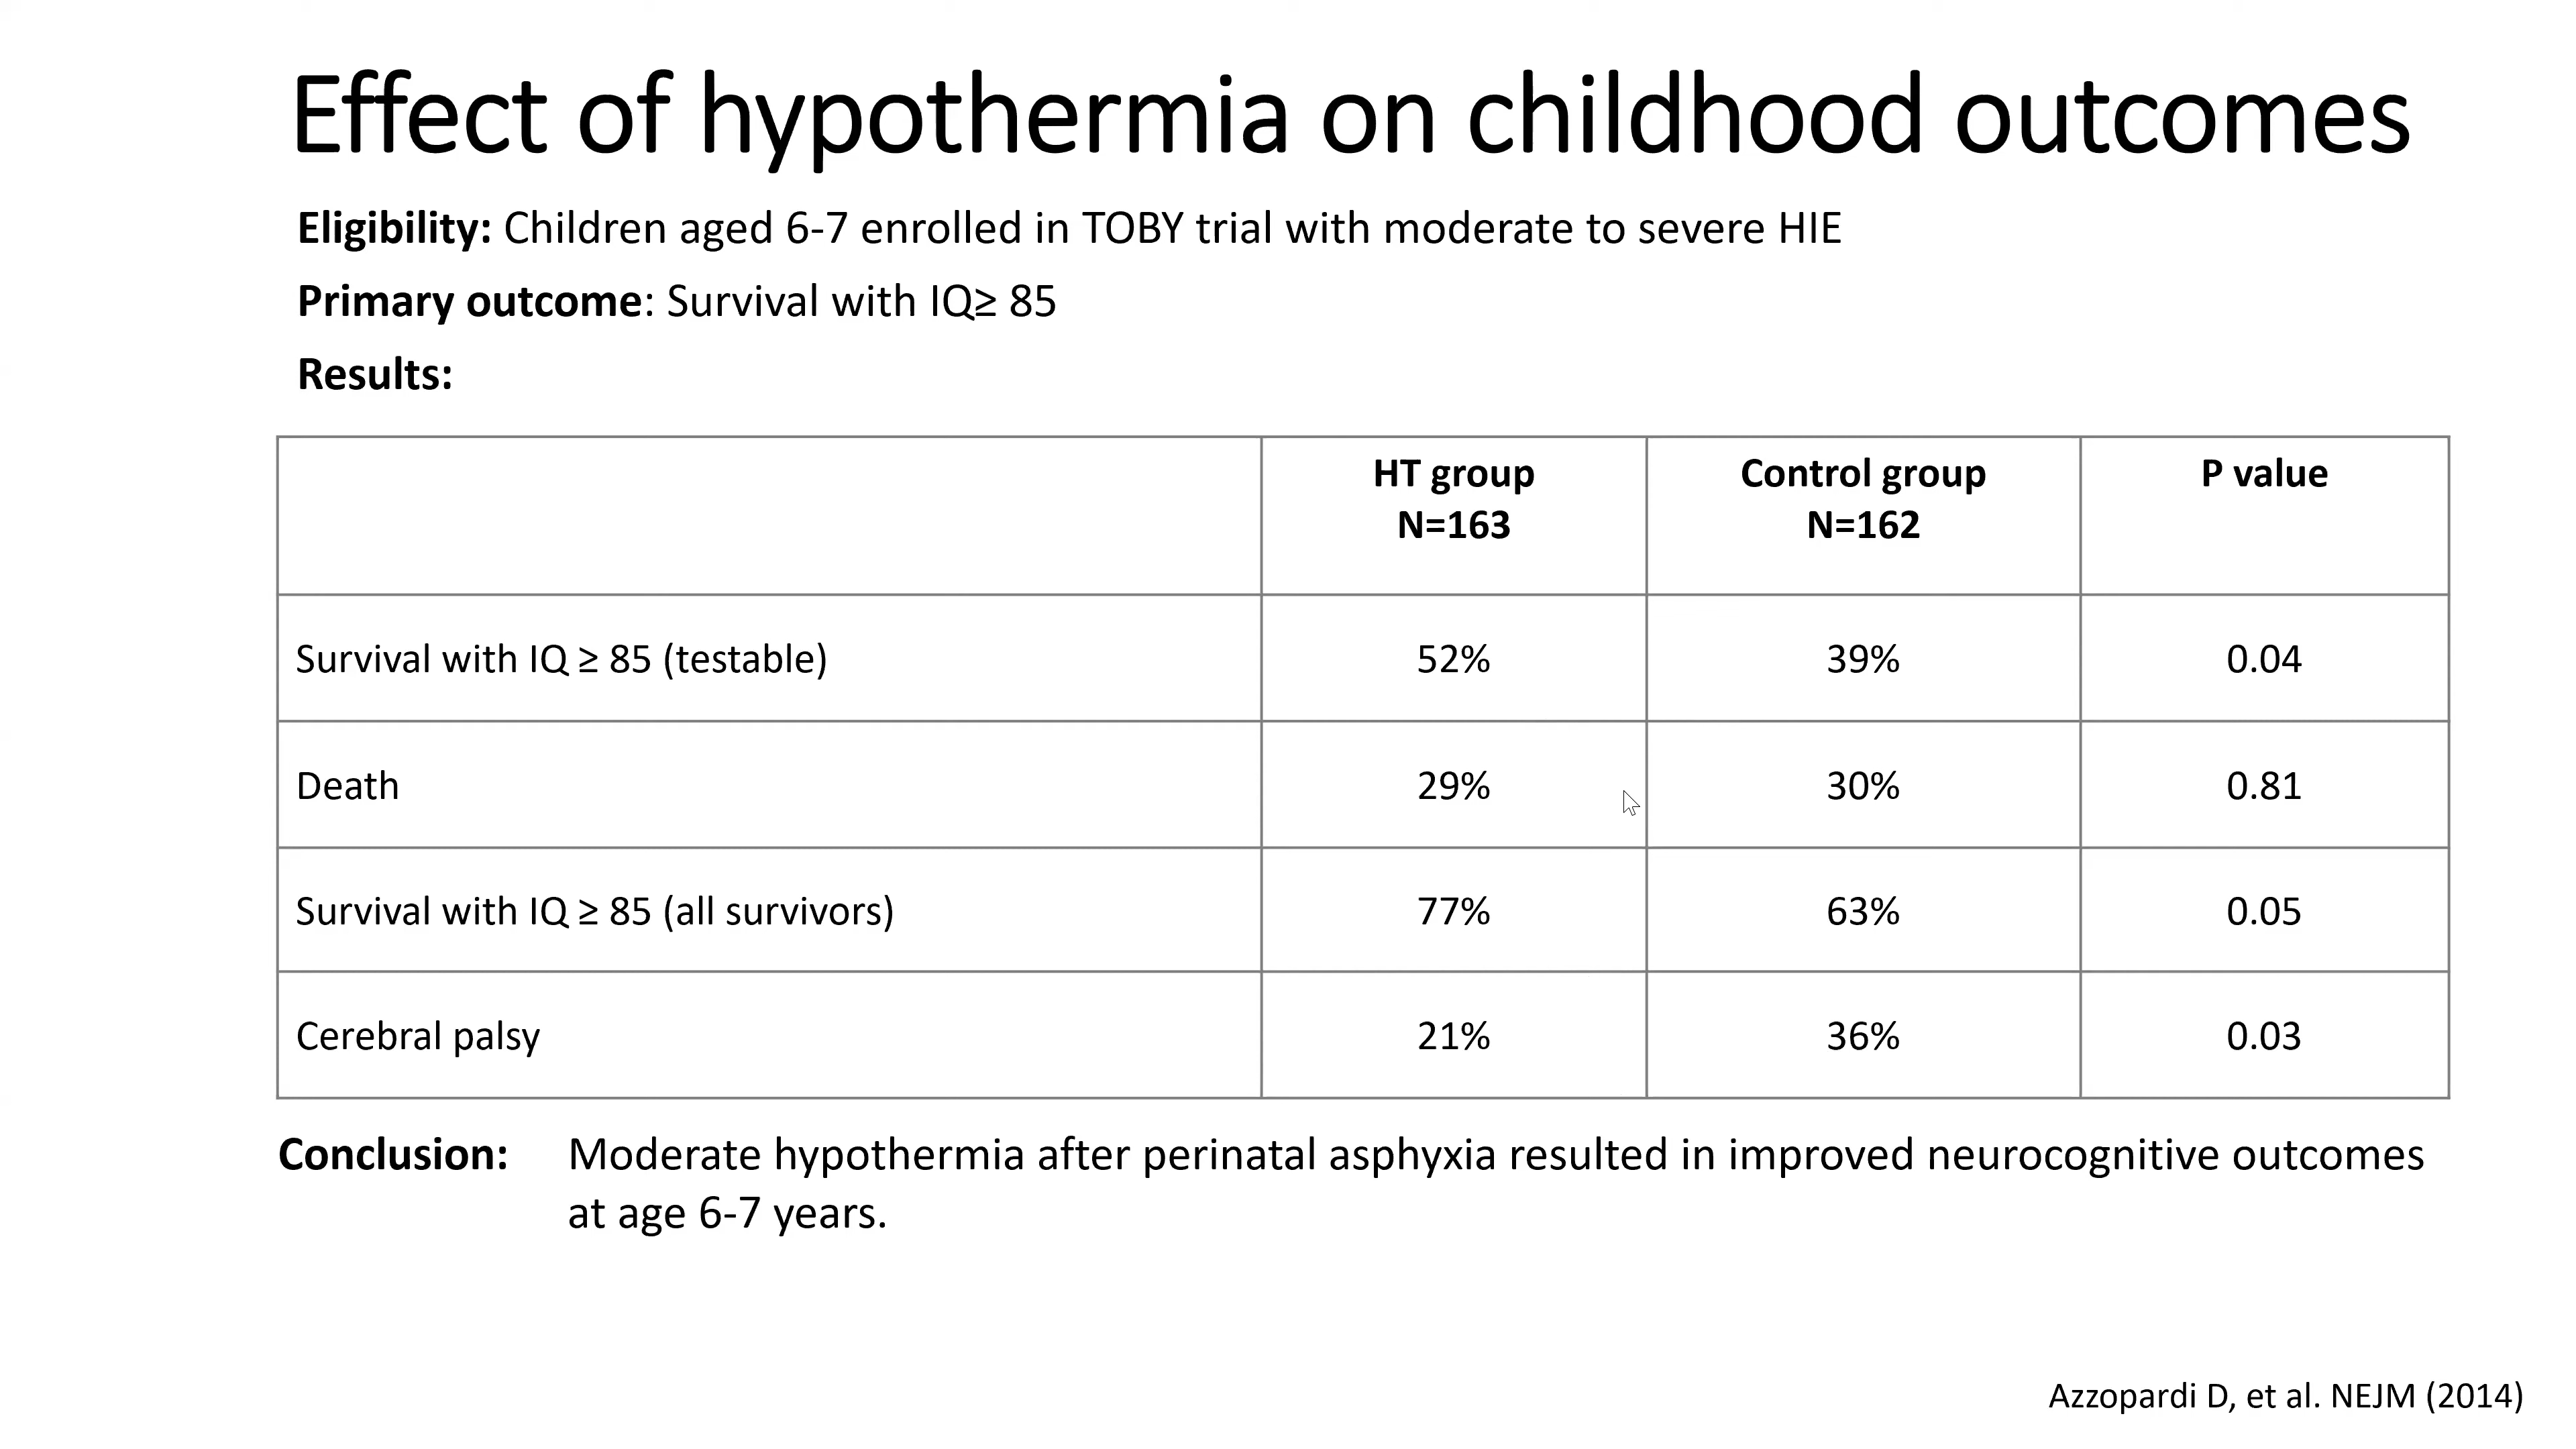 Effect of hypothermia on childhood outcomes
Eligibility: Children aged 6-7 enrolled in TOBY trial with moderate to severe HIE
Primary outcome: Survival with IQ≥ 85
Results:
HT group N=163 Control group N=162 P value
Survival with IQ ≥ 85 (testable) 52% 39% 0.04
Death 29% 30% 0.81
Survival with IQ ≥ 85 (all survivors) 77% 63% 0.05
Cerebral palsy 21% 36% 0.03
Conclusion: Moderate hypothermia after perinatal asphyxia resulted in improved neurocognitive outcomes
at age 6-7 years.
Azzopardi D, et al. NEJM (2014)